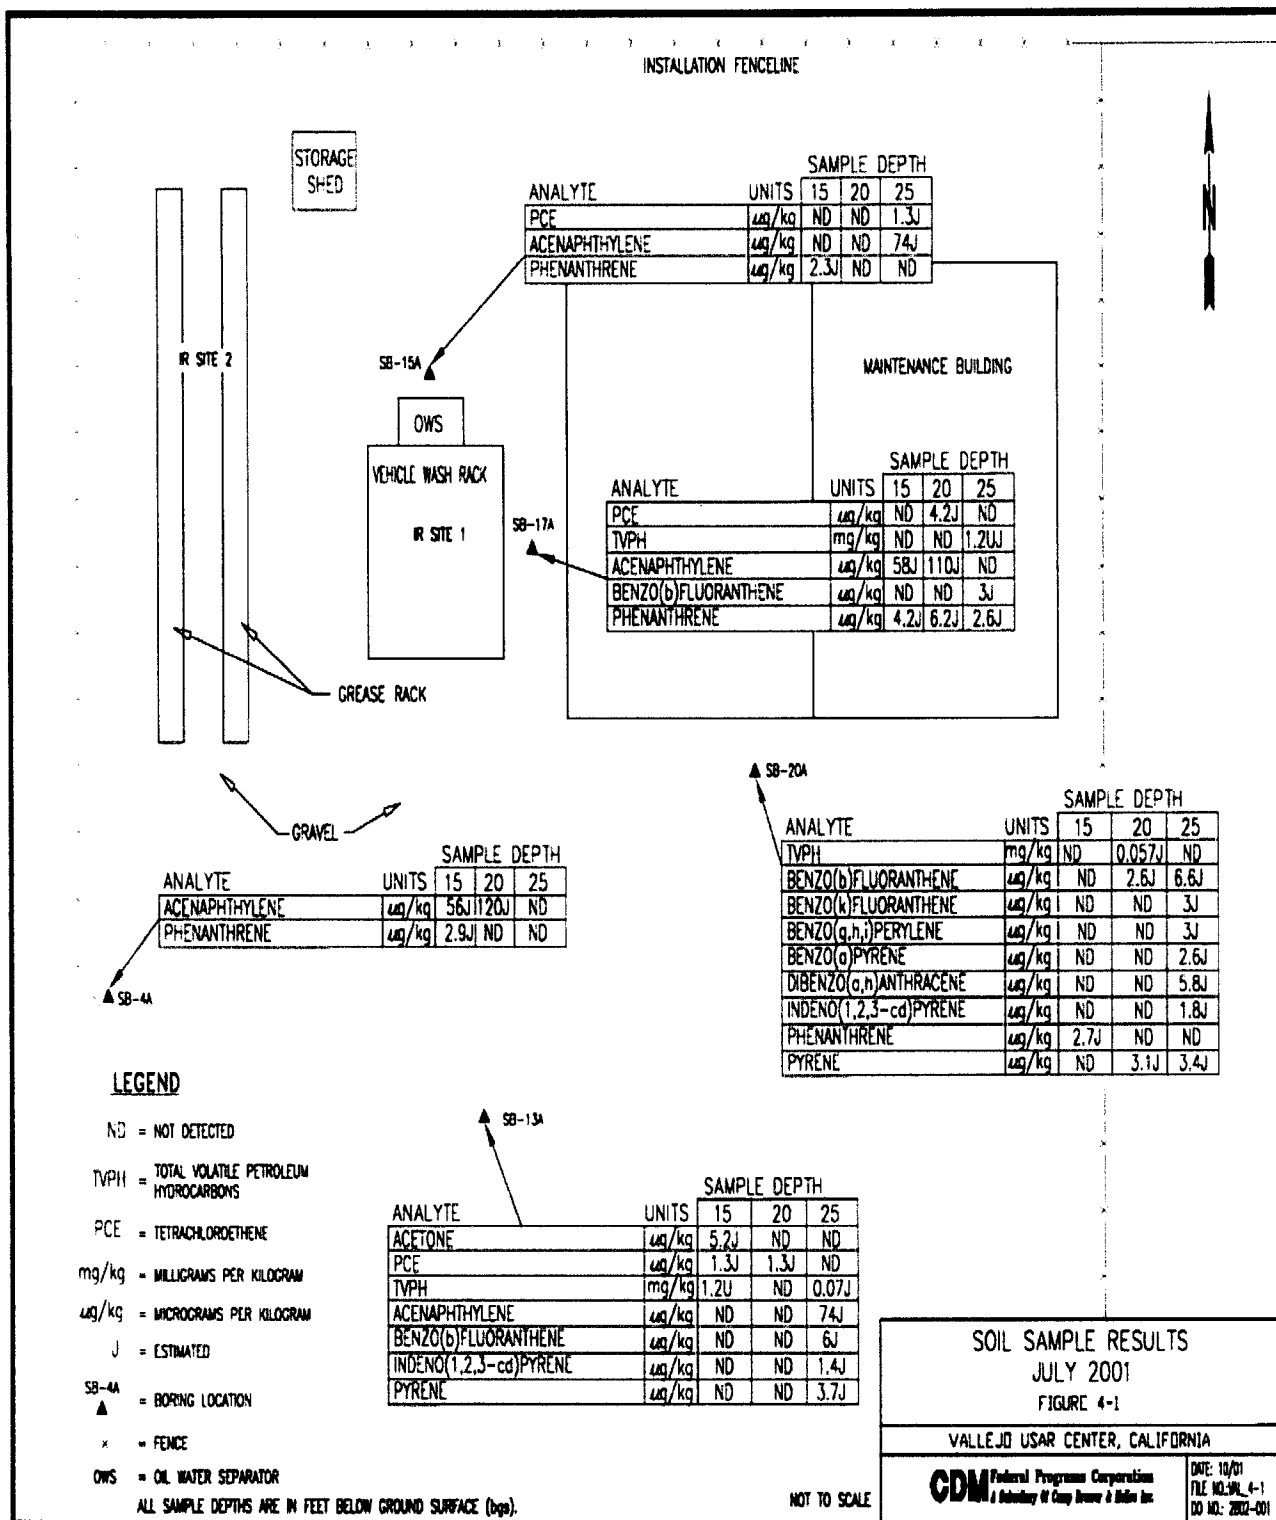 INSTALLATION FENCELINE
N
STORAGE
SHED
SAMPLE DEPTH
ANALYTE UNITS 15 20 25
PCE ug/kg ND ND 1.3J
ACENAPHTHYLENE ug/kg ND ND 74J
PHENANTHRENE ug/kg 2.3J ND ND
IR SITE 2
SB-15A
MAINTENANCE BUILDING
OWS
VEHICLE WASH RACK
IR SITE 1
SB-17A
SAMPLE DEPTH
ANALYTE UNITS 15 20 25
PCE ug/kg ND 4.2J ND
TVPH mg/kg ND ND 1.2UJ
ACENAPHTHYLENE ug/kg 58J 110J ND
BENZO(b)FLUORANTHENE ug/kg ND ND 3J
PHENANTHRENE ug/kg 4.2J 6.2J 2.6J
GREASE RACK
GRAVEL
SB-20A
SAMPLE DEPTH
ANALYTE UNITS 15 20 25
TVPH mg/kg ND 0.057J ND
BENZO(b)FLUORANTHENE ug/kg ND 2.6J 6.6J
BENZO(k)FLUORANTHENE ug/kg ND ND 3J
BENZO(g,h,i)PERYLENE ug/kg ND ND 3J
BENZO(a)PYRENE ug/kg ND ND 2.6J
DIBENZO(a,h)ANTHRACENE ug/kg ND ND 5.8J
INDENO(1,2,3-cd)PYRENE ug/kg ND ND 1.8J
PHENANTHRENE ug/kg 2.7J ND ND
PYRENE ug/kg ND 3.1J 3.4J
SAMPLE DEPTH
ANALYTE UNITS 15 20 25
ACENAPHTHYLENE ug/kg 56J 120J ND
PHENANTHRENE ug/kg 2.9J ND ND
SB-4A
LEGEND
ND = NOT DETECTED
TVPH = TOTAL VOLATILE PETROLEUM
HYDROCARBONS
PCE = TETRACHLOROETHENE
mg/kg = MILLIGRAMS PER KILOGRAM
ug/kg = MICROGRAMS PER KILOGRAM
J = ESTIMATED
SB-4A = BORING LOCATION
x = FENCE
OWS = OIL WATER SEPARATOR
ALL SAMPLE DEPTHS ARE IN FEET BELOW GROUND SURFACE (bgs).
SB-13A
SAMPLE DEPTH
ANALYTE UNITS 15 20 25
ACETONE ug/kg 5.2J ND ND
PCE ug/kg 1.3J 1.3J ND
TVPH mg/kg 1.2U ND 0.07J
ACENAPHTHYLENE ug/kg ND ND 74J
BENZO(b)FLUORANTHENE ug/kg ND ND 6J
INDENO(1,2,3-cd)PYRENE ug/kg ND ND 1.4J
PYRENE ug/kg ND ND 3.7J
NOT TO SCALE
SOIL SAMPLE RESULTS
JULY 2001
FIGURE 4-1
VALLEJO USAR CENTER, CALIFORNIA
CDM Federal Programs Corporation
A Subsidiary of Camp Dresser & McKee Inc.
DATE: 10/01
FILE NO.:VAL_4-1
DO NO.: 2802-001